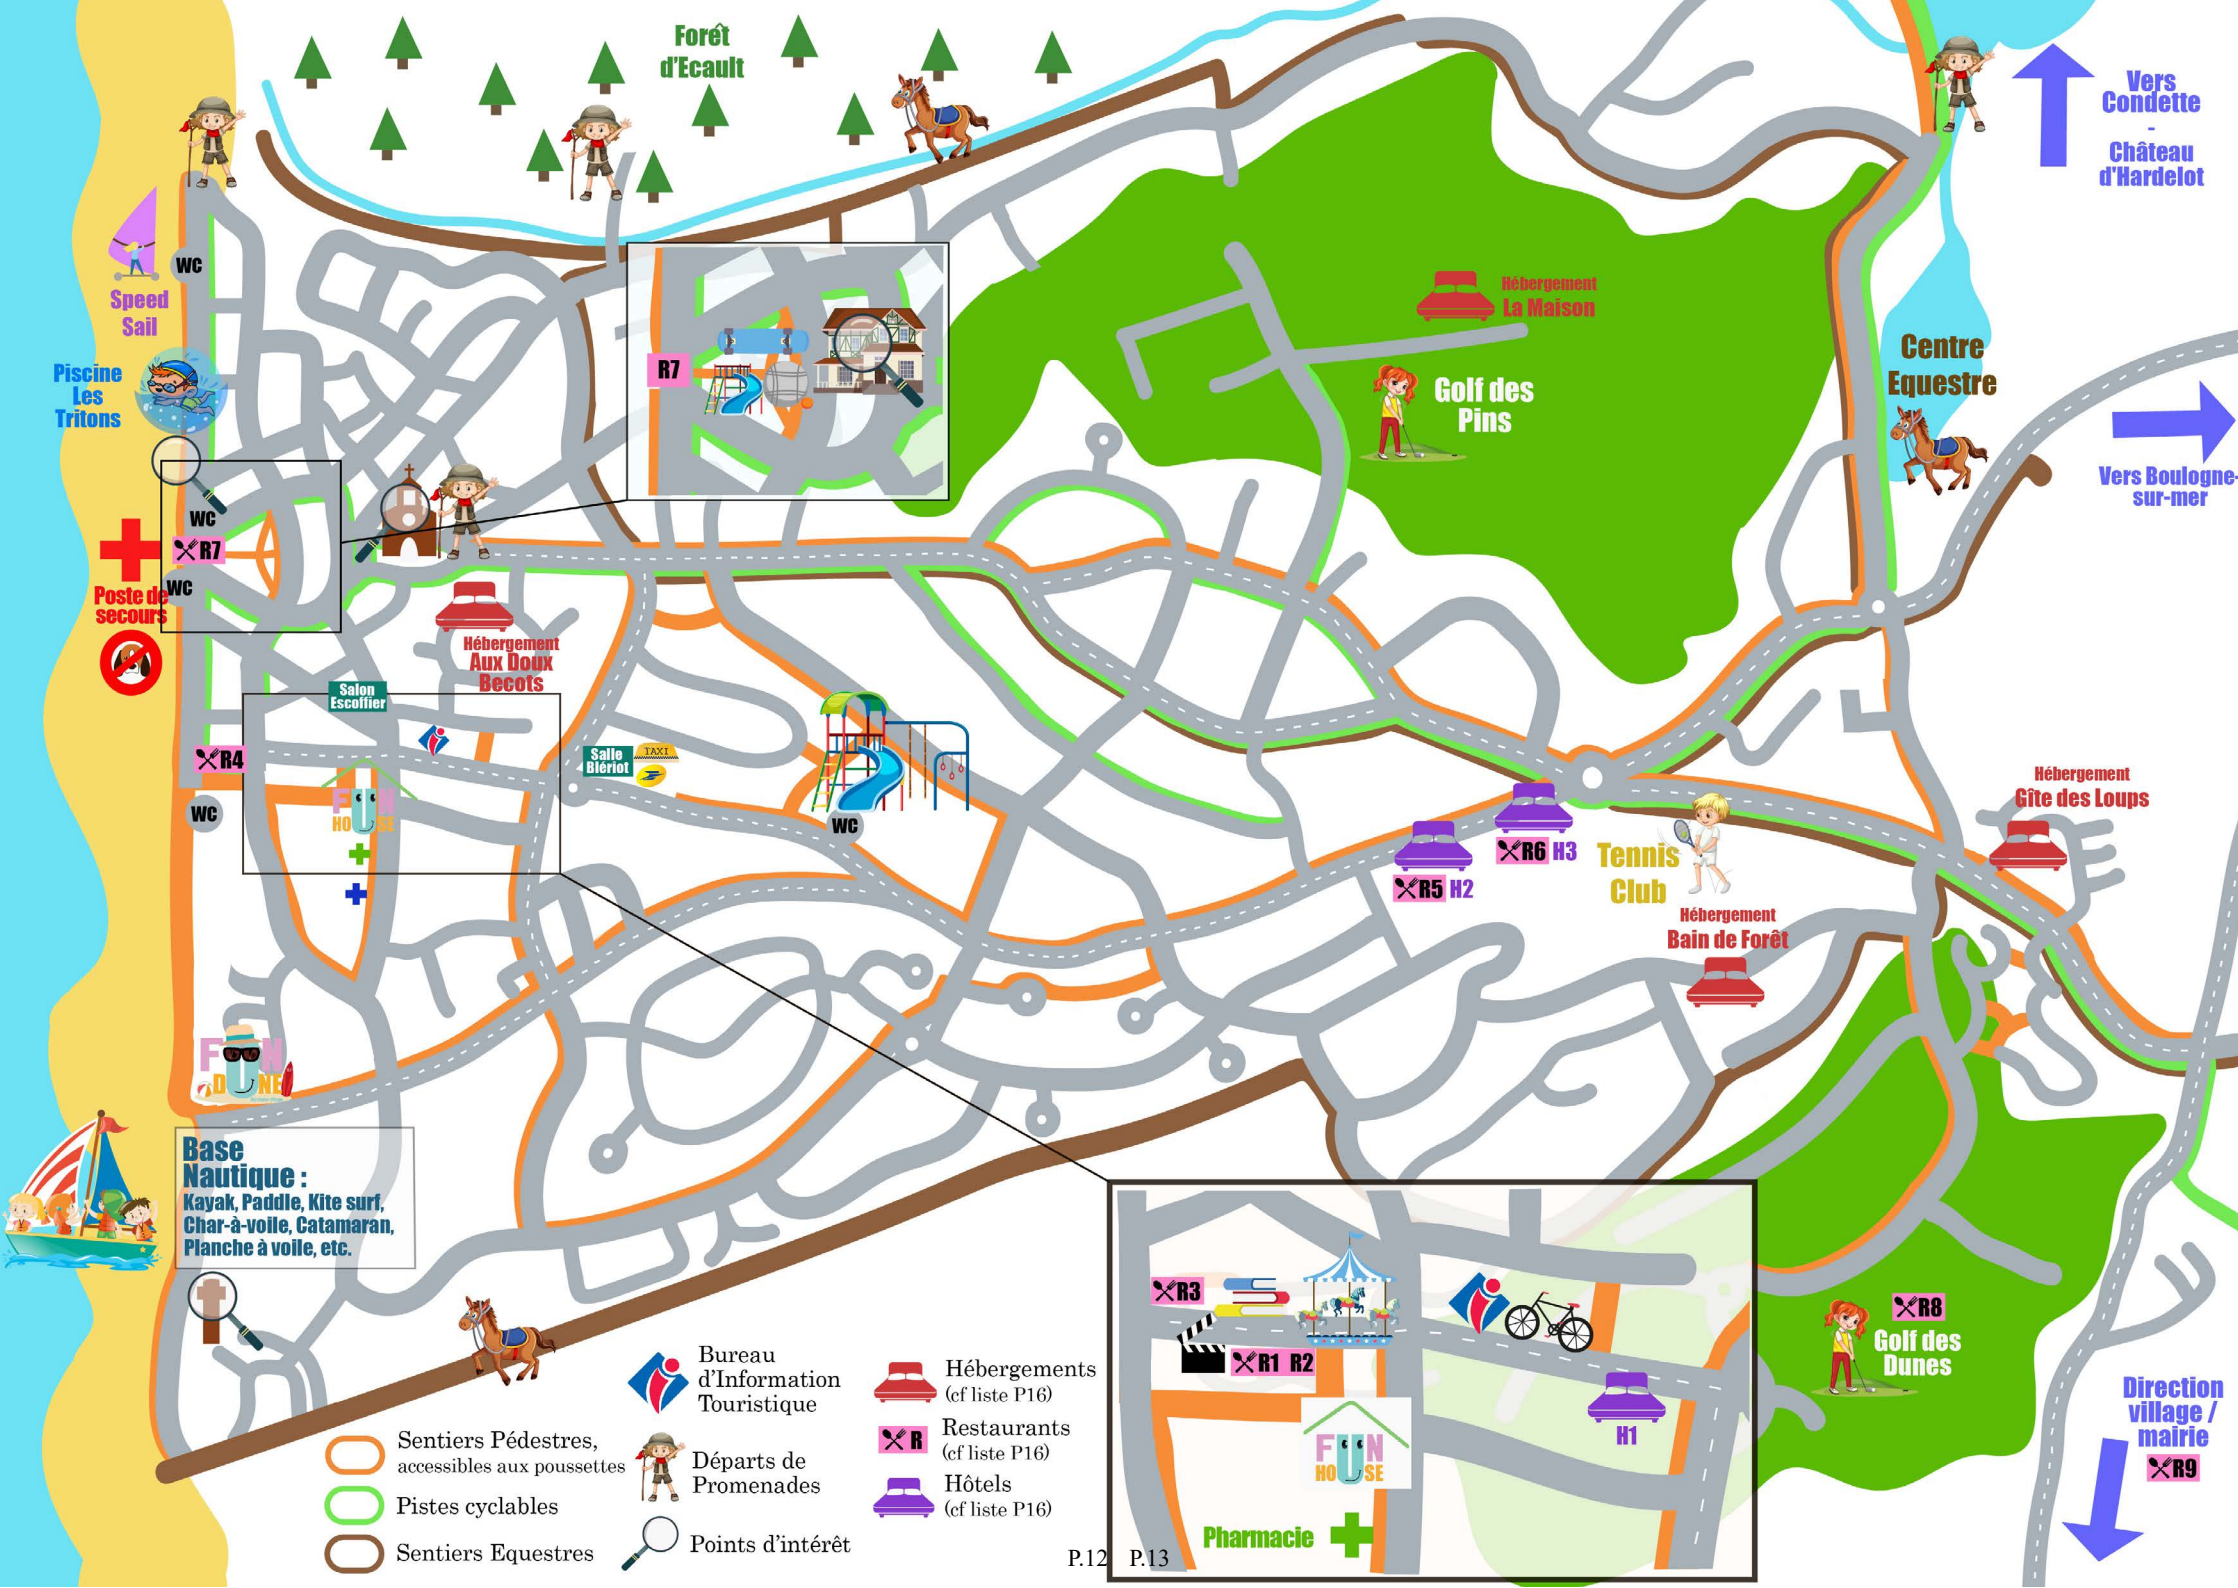 Forêt
d'Ecault
Vers
Condette
-
Château
d'Hardelot
WC
Speed
Sail
Piscine
Les
Tritons
R7
Hébergement
La Maison
Golf des
Pins
Centre
Equestre
Vers Boulogne-
sur-mer
WC
R7
WC
Poste de
secours
Hébergement
Aux Doux
Becots
Salon
Escoffier
R4
Salle
Blériot
TAXI
WC
FUN
HOUSE
WC
Hébergement
Gîte des Loups
R6 H3
R5 H2
Tennis
Club
Hébergement
Bain de Forêt
FUN
DUNE
Base
Nautique :
Kayak, Paddle, Kite surf,
Char-à-voile, Catamaran,
Planche à voile, etc.
R3
R1 R2
H1
FUN
HOUSE
Pharmacie
R8
Golf des
Dunes
Direction
village /
mairie
R9
Sentiers Pédestres,
accessibles aux poussettes
Pistes cyclables
Sentiers Equestres
Bureau
d'Information
Touristique
Départs de
Promenades
Points d'intérêt
Hébergements
(cf liste P16)
R
Restaurants
(cf liste P16)
Hôtels
(cf liste P16)
P.12 P.13